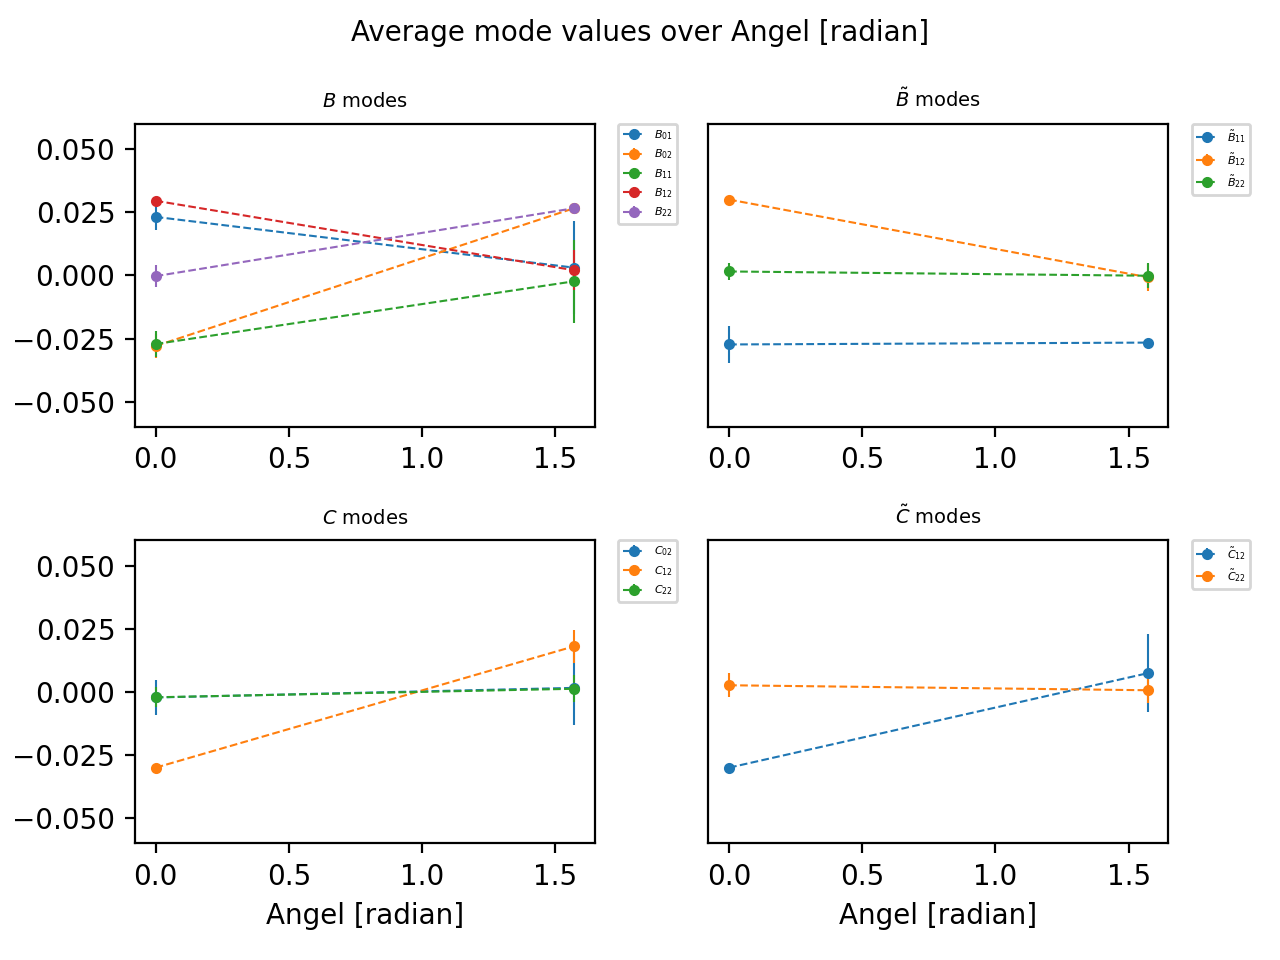 Average mode values over Angel [radian]
B modes
0.050
0.025
0.000
−0.025
−0.050
0.0 0.5 1.0 1.5
B₀₁
B₀₂
B₁₁
B₁₂
B₂₂
B̃ modes
0.0 0.5 1.0 1.5
B̃₁₁
B̃₁₂
B̃₂₂
C modes
0.050
0.025
0.000
−0.025
−0.050
0.0 0.5 1.0 1.5
Angel [radian]
C₀₂
C₁₂
C₂₂
C̃ modes
0.0 0.5 1.0 1.5
Angel [radian]
C̃₁₂
C̃₂₂